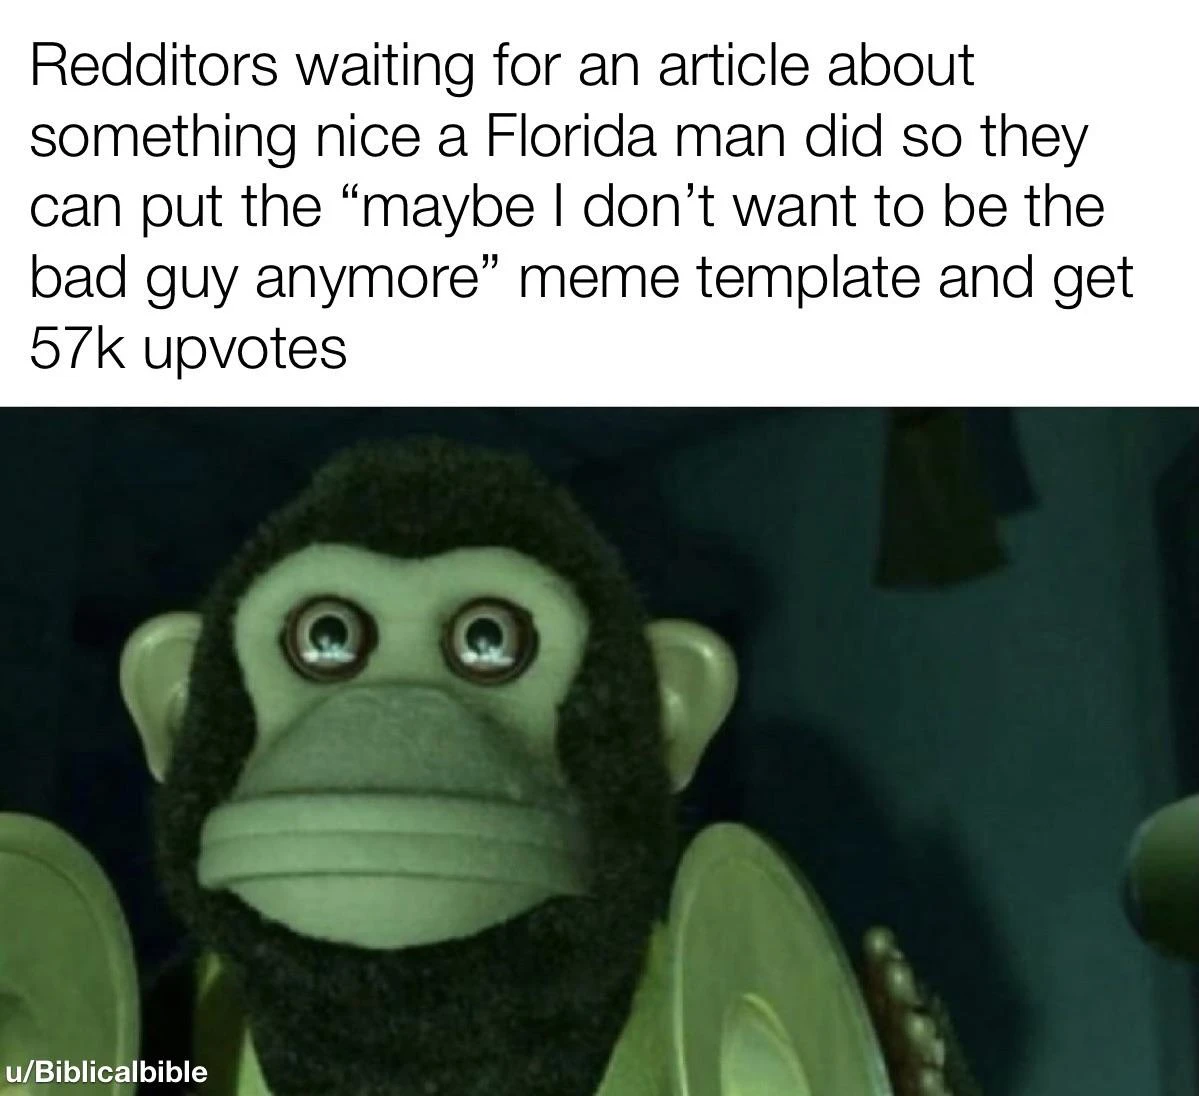 Redditors waiting for an article about
something nice a Florida man did so they
can put the “maybe I don’t want to be the
bad guy anymore” meme template and get
57k upvotes
u/Biblicalbible